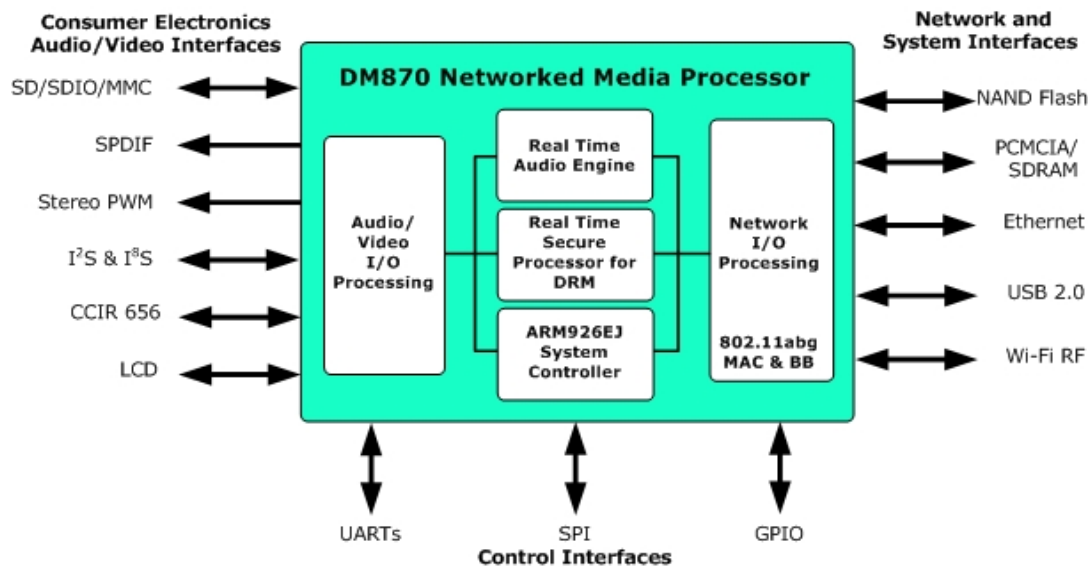 Consumer Electronics
Audio/Video Interfaces
SD/SDIO/MMC
SPDIF
Stereo PWM
I²S & I⁸S
CCIR 656
LCD
DM870 Networked Media Processor
Audio/
Video
I/O
Processing
Real Time
Audio Engine
Real Time
Secure
Processor for
DRM
ARM926EJ
System
Controller
Network
I/O
Processing
802.11abg
MAC & BB
Network and
System Interfaces
NAND Flash
PCMCIA/
SDRAM
Ethernet
USB 2.0
Wi-Fi RF
UARTs
SPI
GPIO
Control Interfaces